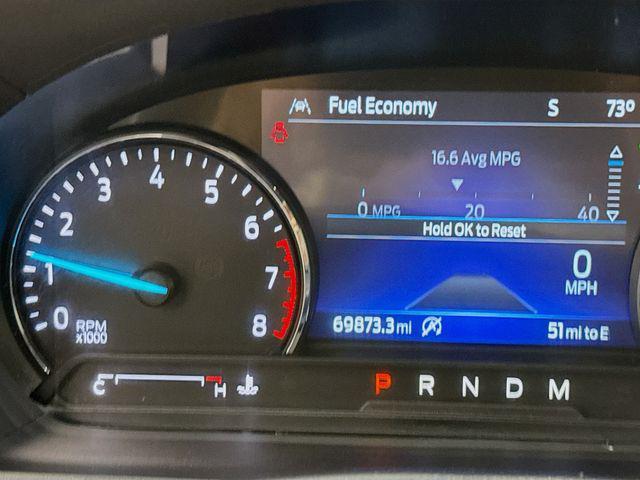 Fuel Economy S 73°
16.6 Avg MPG
0 MPG 20 40
Hold OK to Reset
0
MPH
69873.3 mi 51 mi to E
0 1 2 3 4 5 6 7 8
RPM
x1000
C H
P R N D M